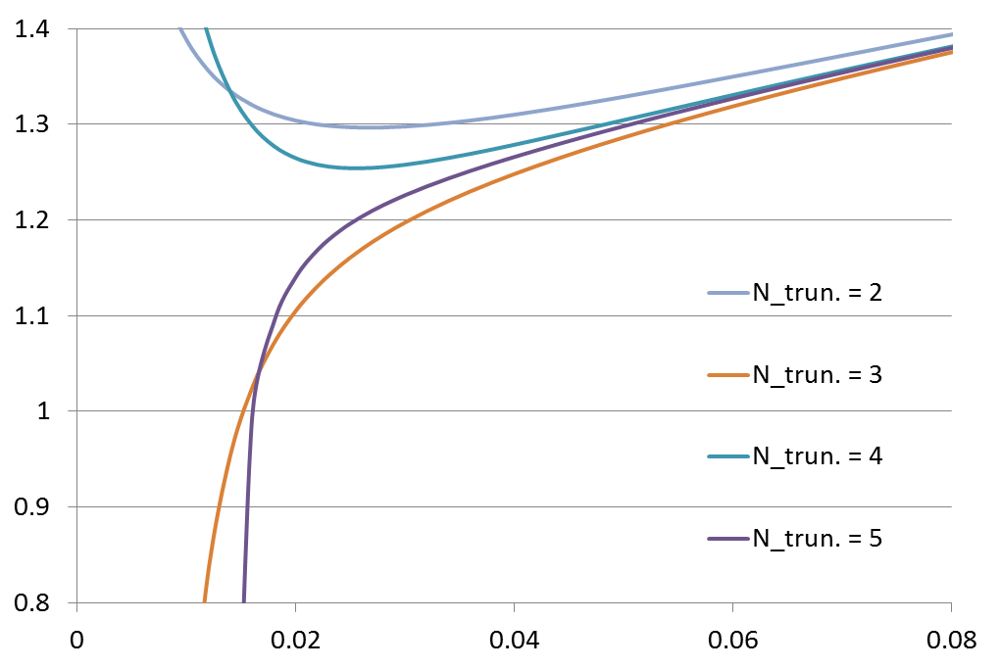 1.4
1.3
1.2
1.1
1
0.9
0.8
N_trun. = 2
N_trun. = 3
N_trun. = 4
N_trun. = 5
0 0.02 0.04 0.06 0.08